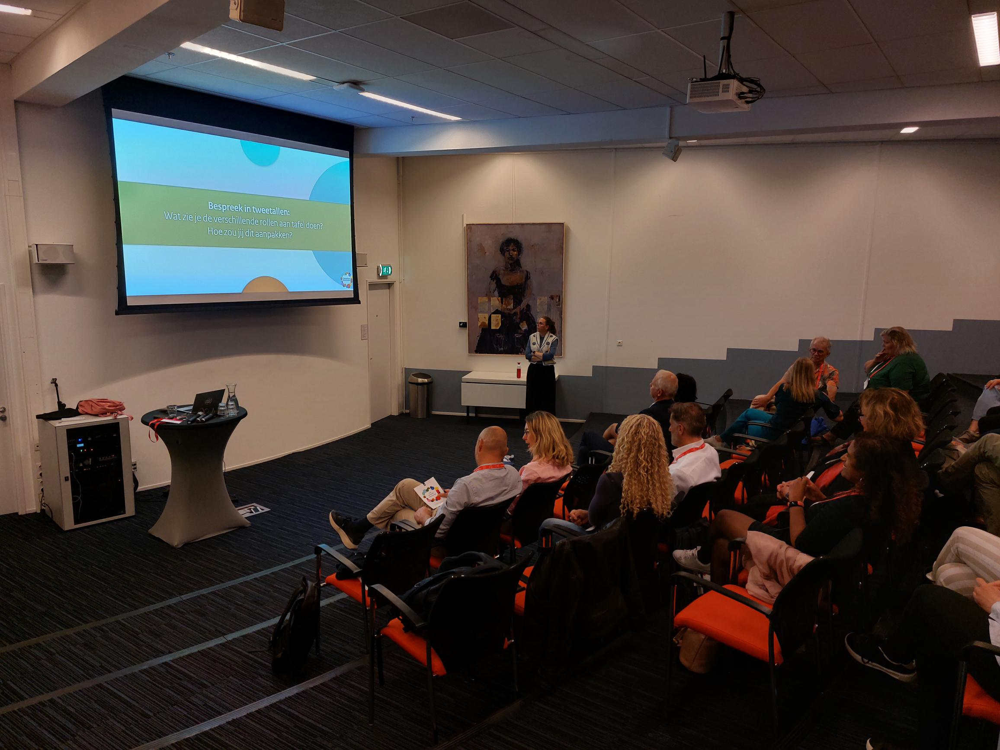 Bespreek in tweetallen:
Wat zie je de verschillende rollen aan tafel doen?
Hoe zou jij dit aanpakken?